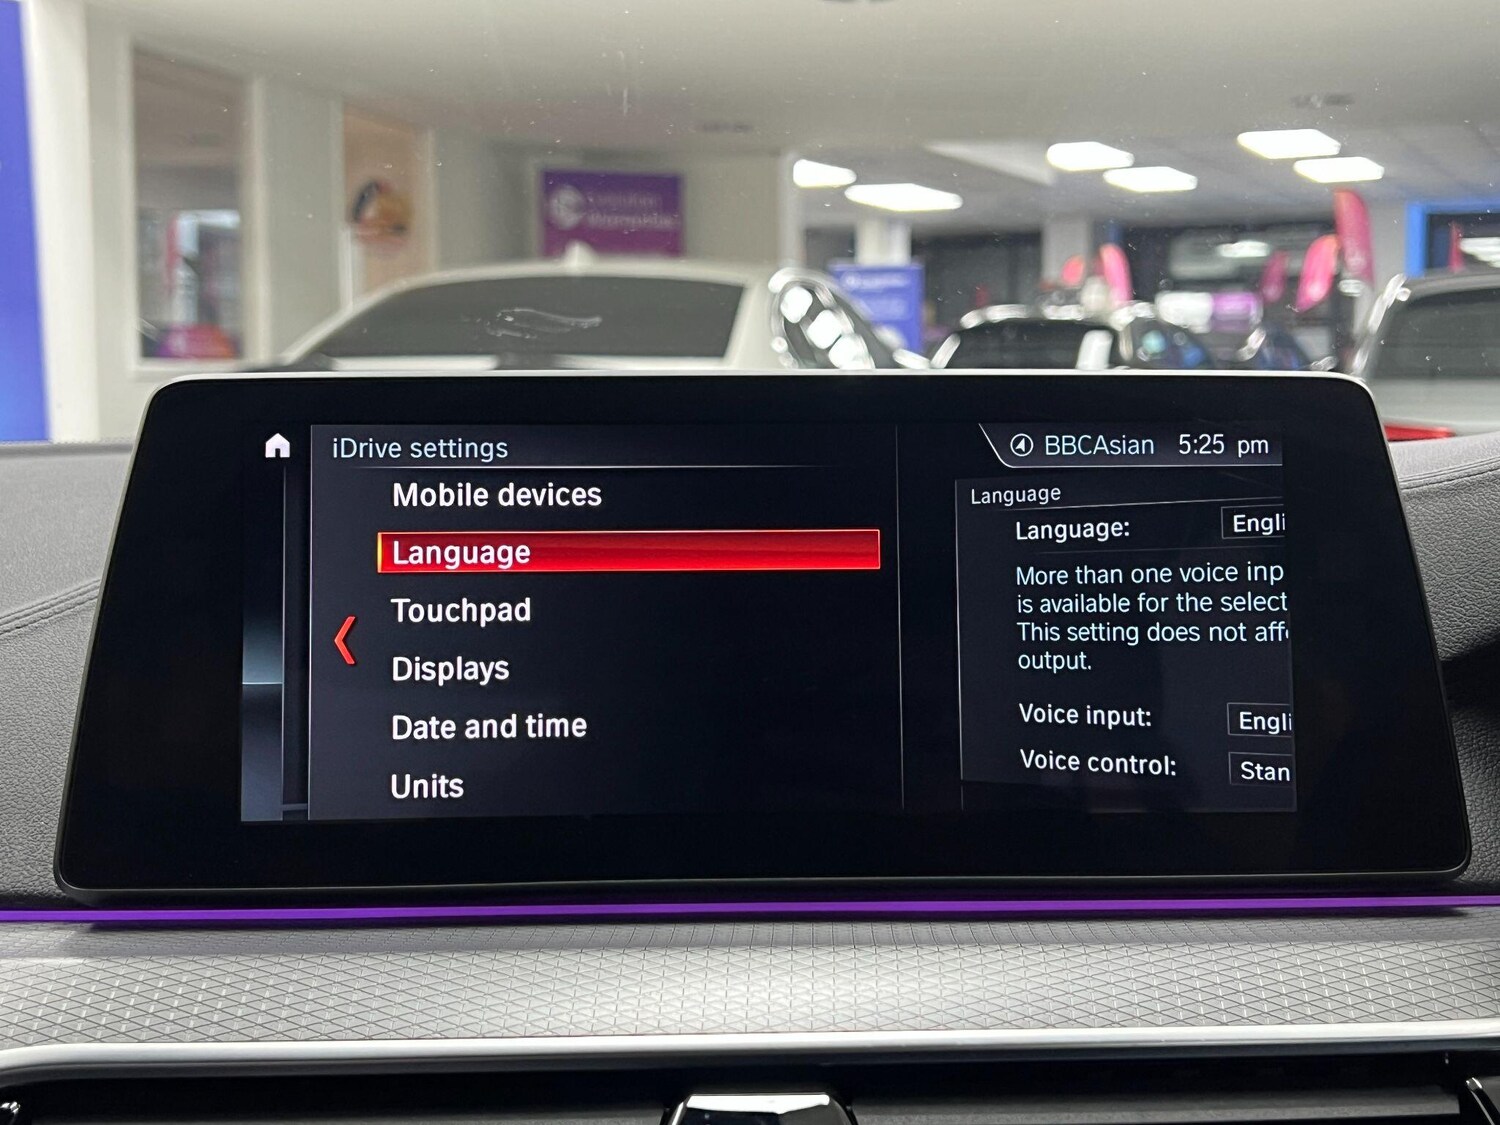 iDrive settings
BBCAsian 5:25 pm
Mobile devices
Language
Touchpad
Displays
Date and time
Units
Language
Language: Engli
More than one voice inp
is available for the select
This setting does not aff
output.
Voice input: Engli
Voice control: Stan